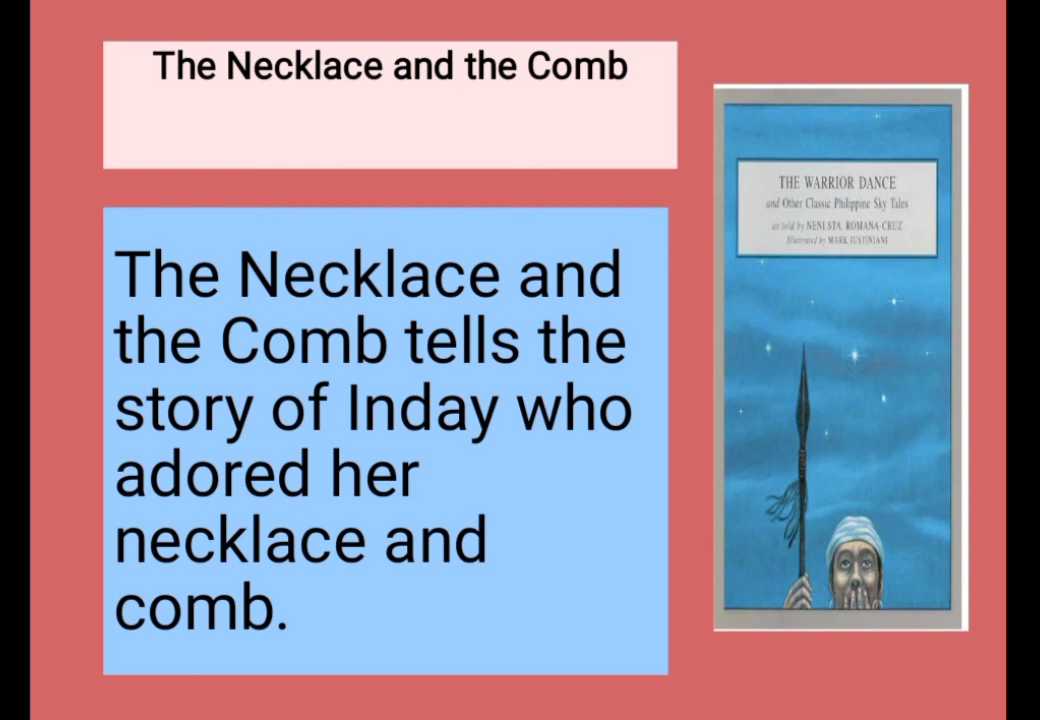 The Necklace and the Comb
The Necklace and
the Comb tells the
story of Inday who
adored her
necklace and
comb.
THE WARRIOR DANCE
and Other Classic Philippine Sky Tales
as told by NENI STA. ROMANA-CRUZ
Illustrated by MARK JUSTINIANI